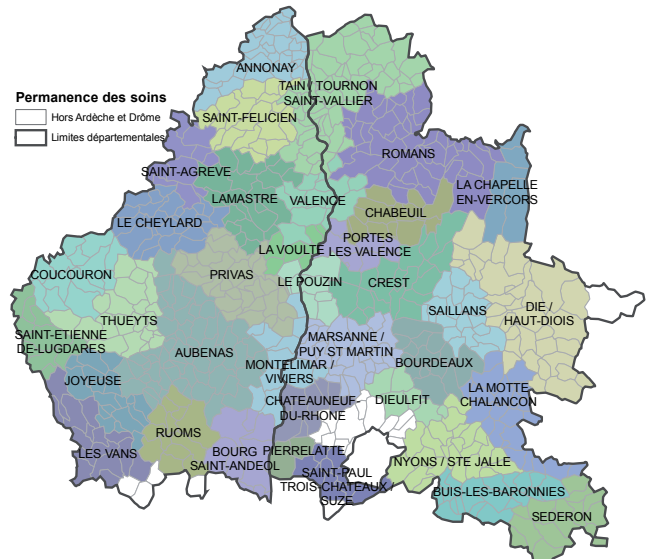 ANNONAY
TAIN / TOURNON
SAINT-VALLIER
Permanence des soins
Hors Ardèche et Drôme
Limites départementales
SAINT-FELICIEN
ROMANS
SAINT-AGREVE
LA CHAPELLE
EN-VERCORS
LAMASTRE
VALENCE
CHABEUIL
LE CHEYLARD
PORTES
LES VALENCE
LA VOULTE
COUCOURON
PRIVAS
LE POUZIN
CREST
DIE /
HAUT-DIOIS
SAILLANS
THUEYTS
SAINT-ETIENNE
DE-LUGDARES
MARSANNE /
PUY ST MARTIN
AUBENAS
BOURDEAUX
MONTELIMAR /
VIVIERS
JOYEUSE
LA MOTTE
CHALANCON
CHATEAUNEUF-
DU-RHONE
DIEULFIT
RUOMS
LES VANS
BOURG
SAINT-ANDEOL
PIERRELATTE
NYONS / STE JALLE
SAINT-PAUL
TROIS-CHATEAUX /
SUZE
BUIS-LES-BARONNIES
SEDERON